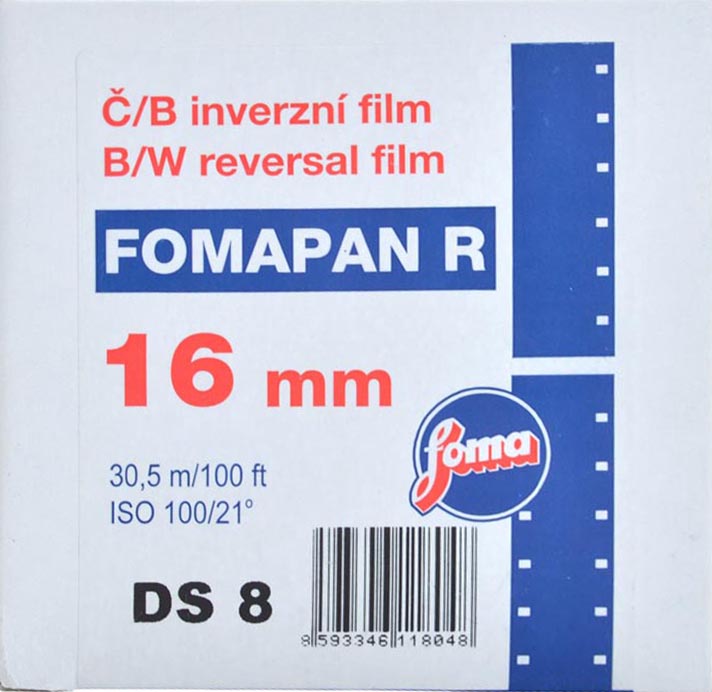 Č/B inverzní film
B/W reversal film
FOMAPAN R
16 mm
foma
30,5 m/100 ft
ISO 100/21°
DS 8
8 593346 118048